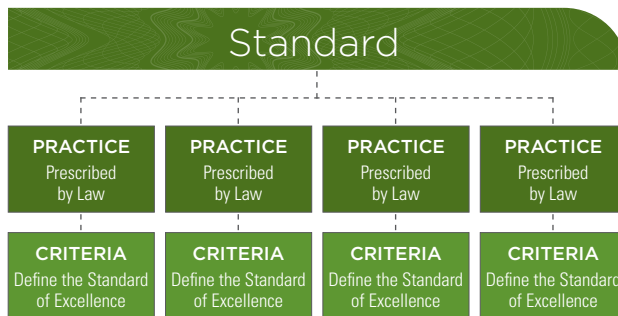 Standard
PRACTICE
Prescribed
by Law
PRACTICE
Prescribed
by Law
PRACTICE
Prescribed
by Law
PRACTICE
Prescribed
by Law
CRITERIA
Define the Standard
of Excellence
CRITERIA
Define the Standard
of Excellence
CRITERIA
Define the Standard
of Excellence
CRITERIA
Define the Standard
of Excellence